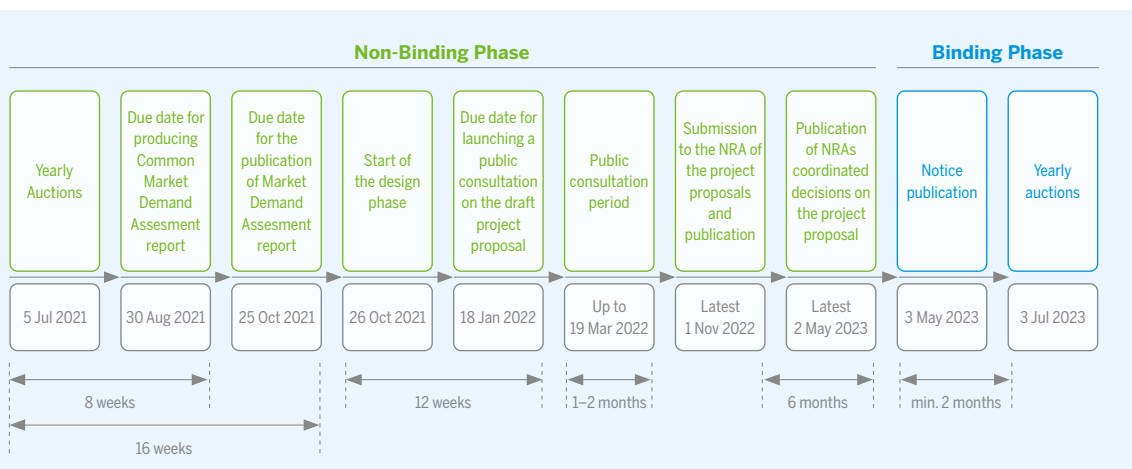 Non-Binding Phase
Binding Phase
Yearly
Auctions
Due date for
producing
Common
Market
Demand
Assesment
report
Due date
for the
publication
of Market
Demand
Assesment
report
Start of
the design
phase
Due date for
launching a
public
consultation
on the draft
project
proposal
Public
consultation
period
Submission
to the NRA of
the project
proposals
and
publication
Publication
of NRAs
coordinated
decisions on
the project
proposal
Notice
publication
Yearly
auctions
5 Jul 2021
30 Aug 2021
25 Oct 2021
26 Oct 2021
18 Jan 2022
Up to
19 Mar 2022
Latest
1 Nov 2022
Latest
2 May 2023
3 May 2023
3 Jul 2023
8 weeks
12 weeks
1–2 months
6 months
min. 2 months
16 weeks